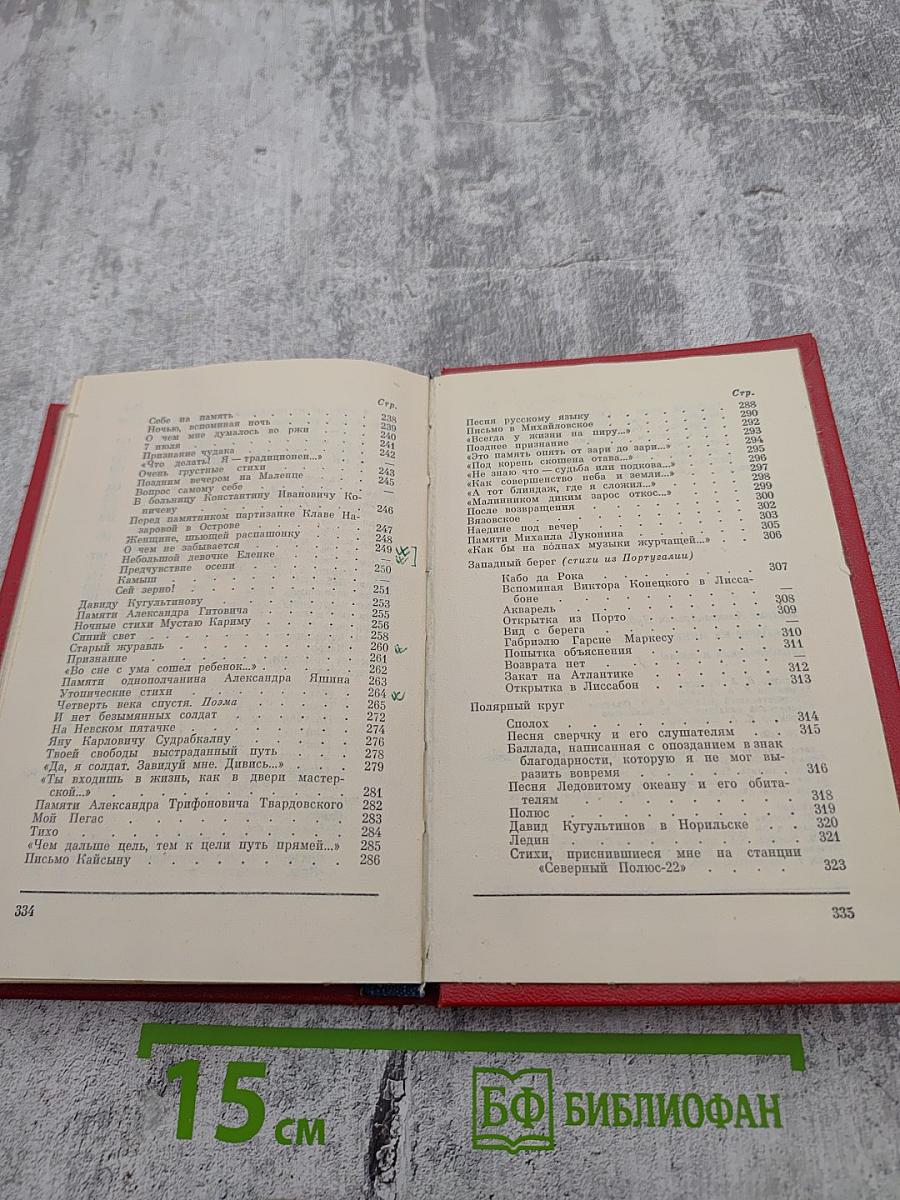 Стр.
Себе на память . . . . . . . 238
Ночью, вспоминая ночь . . . . . 239
О чем мне думалось во ржи . . . . 240
7 июля . . . . . . . . 241
Признание чудака . . . . . . 242
«Что делать! Я — традиционен...» . . . —
Очень грустные стихи . . . . . 243
Поздним вечером на Маленце . . . . 245
Вопрос самому себе . . . . . —
В больницу Константину Ивановичу Ко-
ничеву . . . . . . . . 246
Перед памятником партизанке Клаве На-
заровой в Острове . . . . . . 247
Женщине, шьющей распашонку . . . . 248
О чем не забывается . . . . . 249
Небольшой девочке Еленке . . . . —
Предчувствие осени . . . . . 250
Камыш . . . . . . . . —
Сей зерно! . . . . . . . 251
Давиду Кугультинову . . . . . 253
Памяти Александра Гитовича . . . . 255
Ночные стихи Мустаю Кариму . . . . 256
Синий свет . . . . . . . 258
Старый журавль . . . . . . 260
Признание . . . . . . . 261
«Во сне с ума сошел ребенок...» . . . 262
Памяти однополчанина Александра Яшина 263
Утопические стихи . . . . . . 264
Четверть века спустя. Поэма . . . . 265
И нет безымянных солдат . . . . . 272
На Невском пятачке . . . . . . 274
Яну Карловичу Судрабкалну . . . . 276
Твоей свободы выстраданный путь . . . 278
«Да, я солдат. Завидуй мне. Дивись...» . . 279
«Ты входишь в жизнь, как в двери мастер-
ской...» . . . . . . . . 281
Памяти Александра Трифоновича Твардовского 282
Мой Пегас . . . . . . . 283
Тихо . . . . . . . . 284
«Чем дальше цель, тем к цели путь прямей...» 285
Письмо Кайсыну . . . . . . . 286
334
Стр.
Песня русскому языку . . . . . 288
Письмо в Михайловское . . . . . 290
«Всегда у жизни на пиру...» . . . . 292
Позднее признание . . . . . . 293
«Это память опять от зари до зари...» . . 294
«Под корень скошена отава...» . . . 295
«Не знаю что — судьба или подкова...» . . 296
«Как совершенство неба и земли...» . . 297
«А тот блиндаж, где я сложил...» . . . 298
«Малинником диким зарос откос...» . . 299
После возвращения . . . . . . 300
Вязовское . . . . . . . 302
Наедине под вечер . . . . . . 303
Памяти Михаила Луконина . . . . 305
«Как бы на волнах музыки журчащей...» . 306
Западный берег (стихи из Португалии)
Кабо да Рока . . . . . . . 307
Вспоминая Виктора Конецкого в Лисса-
боне . . . . . . . . —
Акварель . . . . . . . 308
Открытка из Порто . . . . . . 309
Вид с берега . . . . . . . —
Габриэлю Гарсие Маркесу . . . . 310
Попытка объяснения . . . . . 311
Возврата нет . . . . . . . —
Закат на Атлантике . . . . . . 312
Открытка в Лиссабон . . . . . 313
Полярный круг
Сполох . . . . . . . . 314
Песня сверчку и его слушателям . . . 315
Баллада, написанная с опозданием в знак
благодарности, которую я не мог вы-
разить вовремя . . . . . . . 316
Песня Ледовитому океану и его обита-
телям . . . . . . . . 318
Полюс . . . . . . . . 319
Давид Кугультинов в Норильске . . . 320
Ледин . . . . . . . . 321
Стихи, приснившиеся мне на станции
«Северный Полюс-22» . . . . 323
335
15 см
БФ БИБЛИОФАН